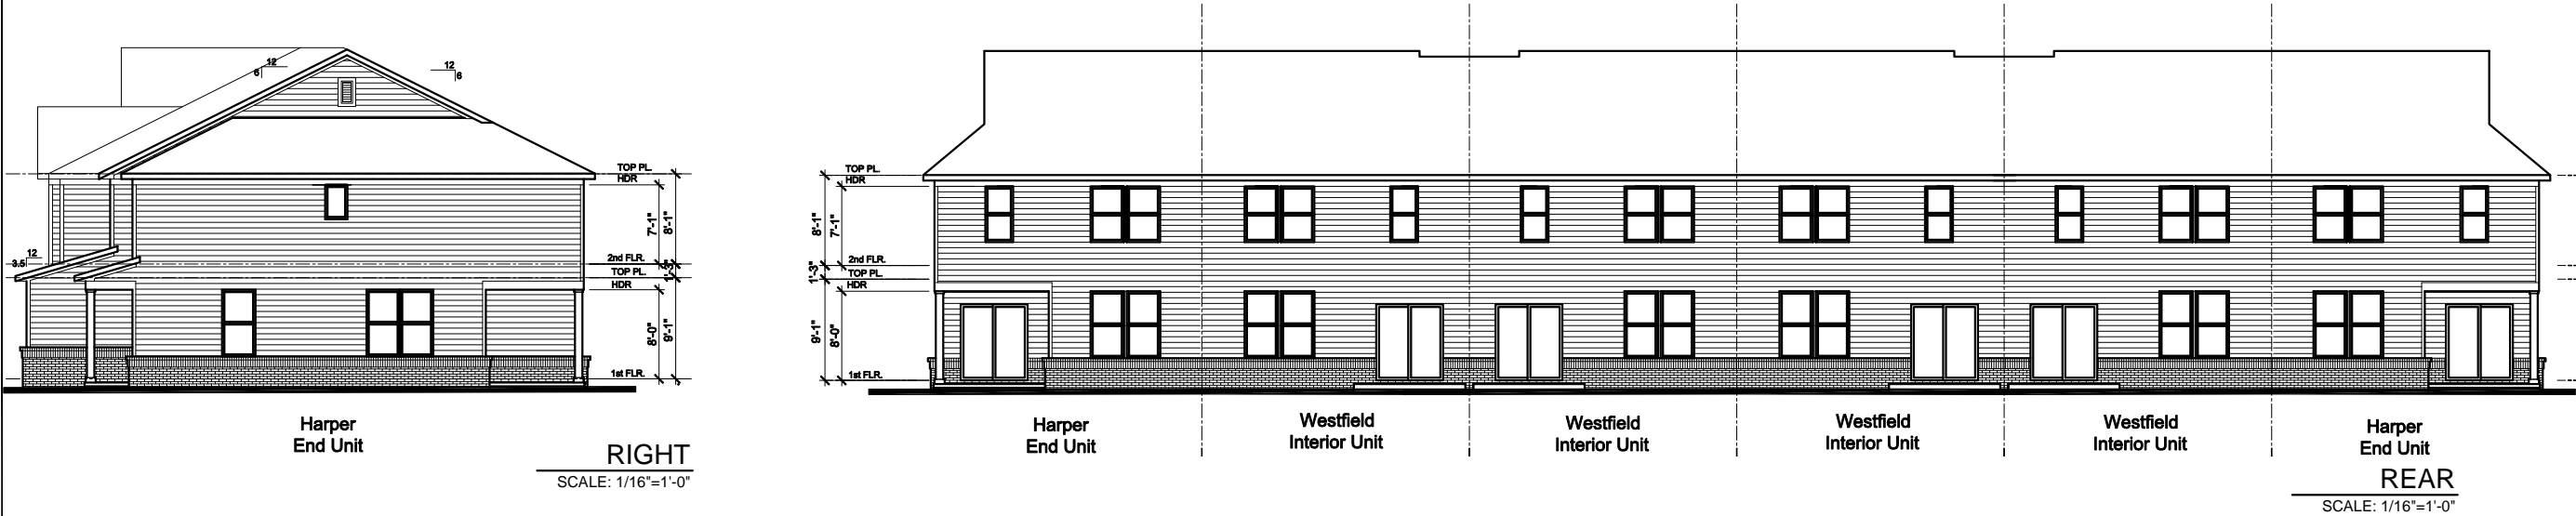 12
6
12
6
TOP PL.
HDR
7'-1"
8'-1"
12
3.5
2nd FLR.
1'-3"
TOP PL.
HDR
8'-0"
9'-1"
1st FLR.
Harper
End Unit
RIGHT
SCALE: 1/16"=1'-0"
TOP PL.
HDR
8'-1"
7'-1"
2nd FLR.
1'-3"
TOP PL.
HDR
9'-1"
8'-0"
1st FLR.
Harper
End Unit
Westfield
Interior Unit
Westfield
Interior Unit
Westfield
Interior Unit
Westfield
Interior Unit
Harper
End Unit
REAR
SCALE: 1/16"=1'-0"